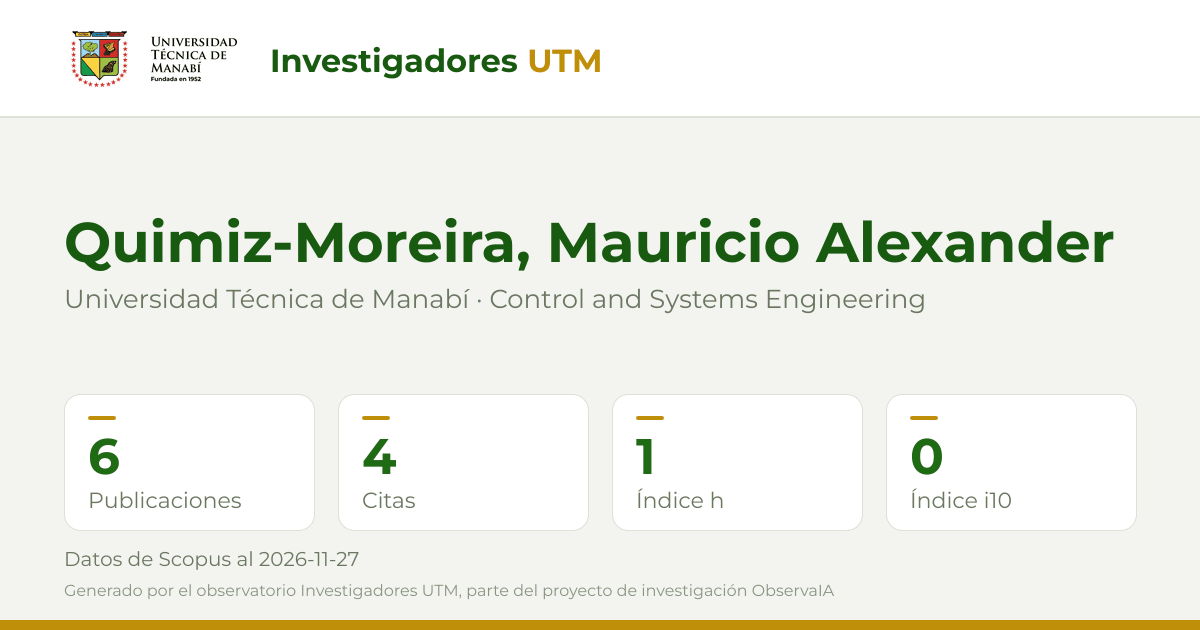 UNIVERSIDAD
TÉCNICA DE
MANABÍ
Fundada en 1952
Investigadores UTM
Quimiz-Moreira, Mauricio Alexander
Universidad Técnica de Manabí · Control and Systems Engineering
6
Publicaciones
4
Citas
1
Índice h
0
Índice i10
Datos de Scopus al 2026-11-27
Generado por el observatorio Investigadores UTM, parte del proyecto de investigación ObservaIA